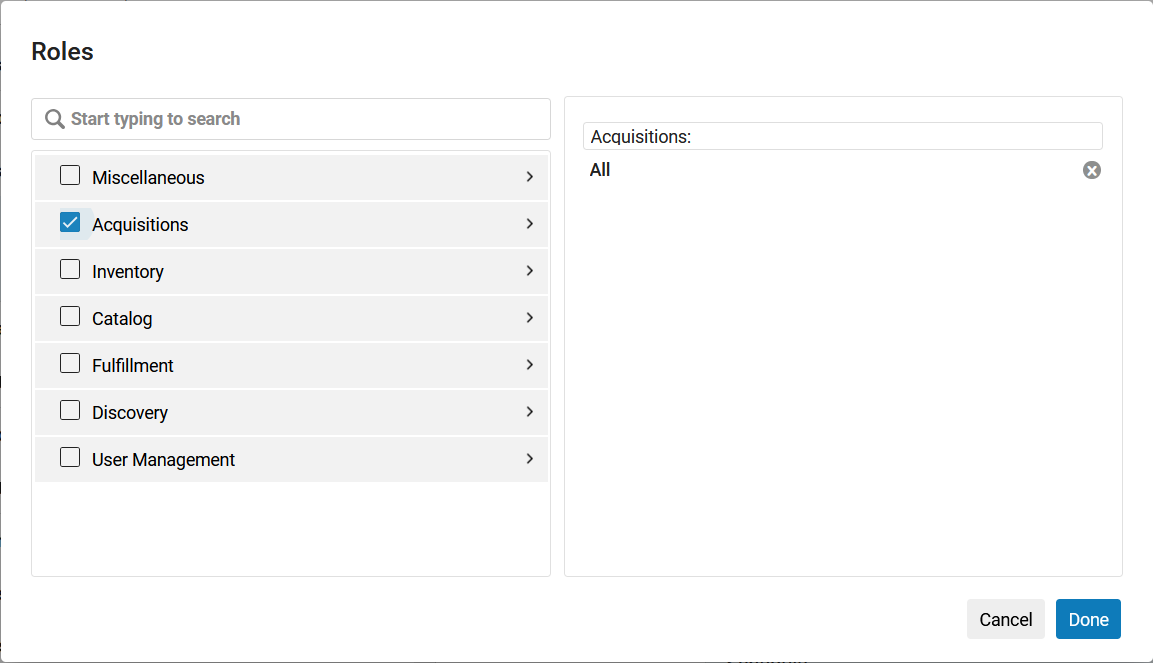 Roles
Start typing to search
Miscellaneous
Acquisitions
Inventory
Catalog
Fulfillment
Discovery
User Management
Acquisitions:
All
Cancel
Done